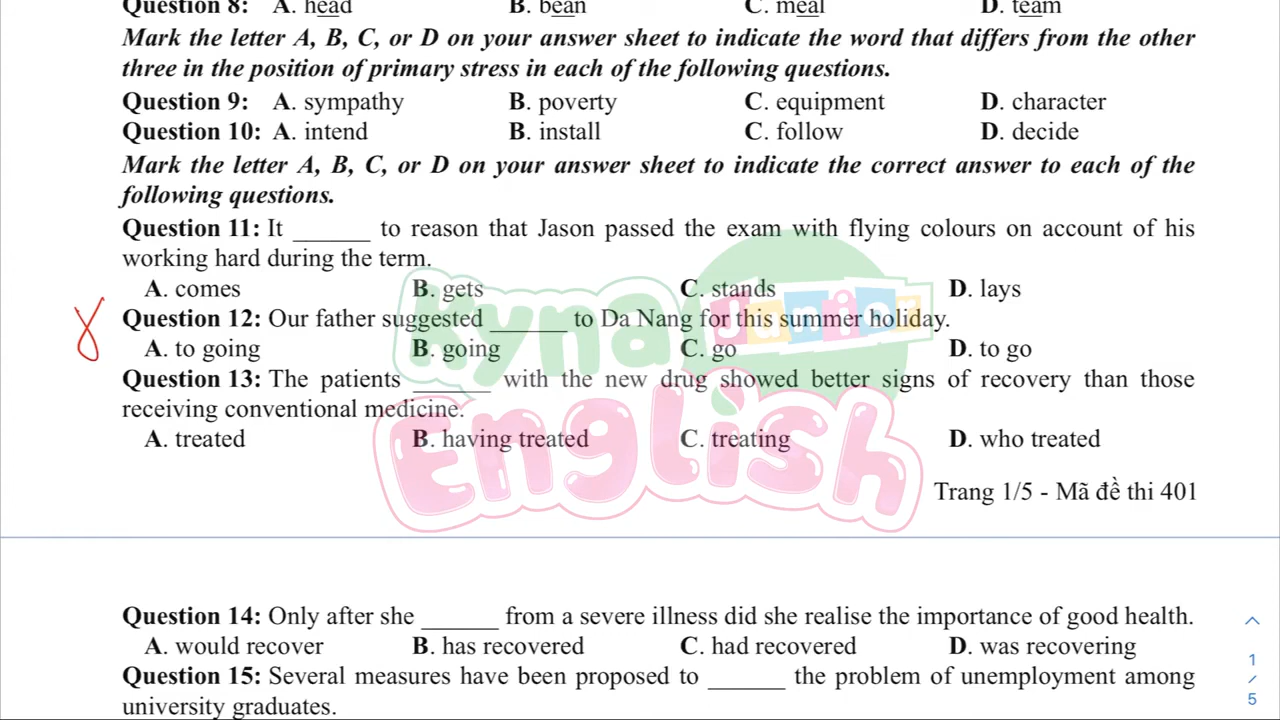 Question 8: A. head B. bean C. meal D. team
Mark the letter A, B, C, or D on your answer sheet to indicate the word that differs from the other
three in the position of primary stress in each of the following questions.
Question 9: A. sympathy B. poverty C. equipment D. character
Question 10: A. intend B. install C. follow D. decide
Mark the letter A, B, C, or D on your answer sheet to indicate the correct answer to each of the
following questions.
Question 11: It ______ to reason that Jason passed the exam with flying colours on account of his
working hard during the term.
A. comes B. gets C. stands D. lays
Question 12: Our father suggested ______ to Da Nang for this summer holiday.
A. to going B. going C. go D. to go
Question 13: The patients ______ with the new drug showed better signs of recovery than those
receiving conventional medicine.
A. treated B. having treated C. treating D. who treated
Kyna Junior
English
Trang 1/5 - Mã đề thi 401
Question 14: Only after she ______ from a severe illness did she realise the importance of good health.
A. would recover B. has recovered C. had recovered D. was recovering
Question 15: Several measures have been proposed to ______ the problem of unemployment among
university graduates.
1
/
5